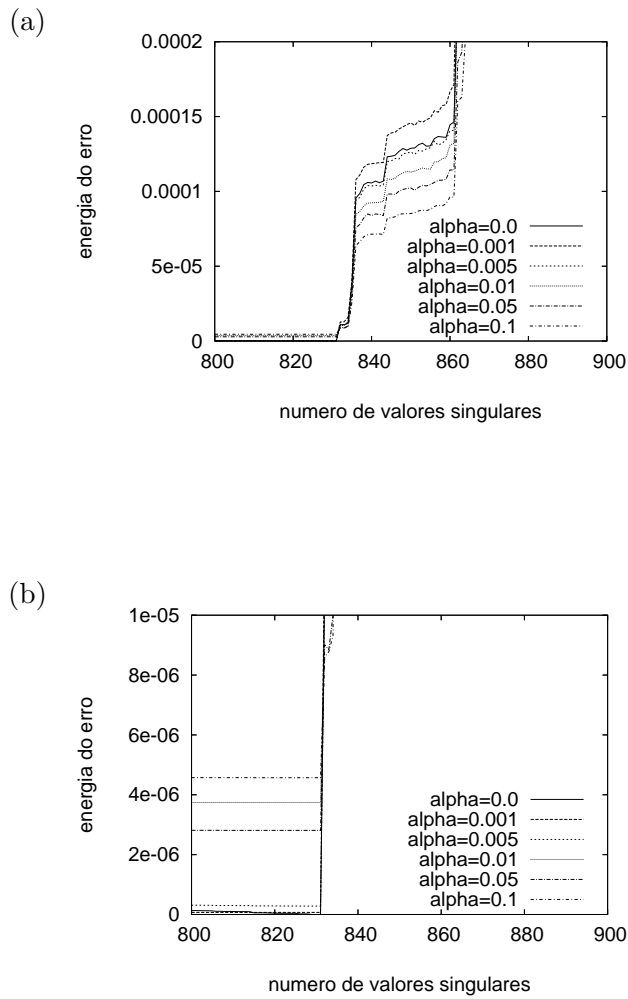 (a)
energia do erro
0.0002
0.00015
0.0001
5e-05
0
alpha=0.0
alpha=0.001
alpha=0.005
alpha=0.01
alpha=0.05
alpha=0.1
800 820 840 860 880 900
numero de valores singulares
(b)
energia do erro
1e-05
8e-06
6e-06
4e-06
2e-06
0
alpha=0.0
alpha=0.001
alpha=0.005
alpha=0.01
alpha=0.05
alpha=0.1
800 820 840 860 880 900
numero de valores singulares